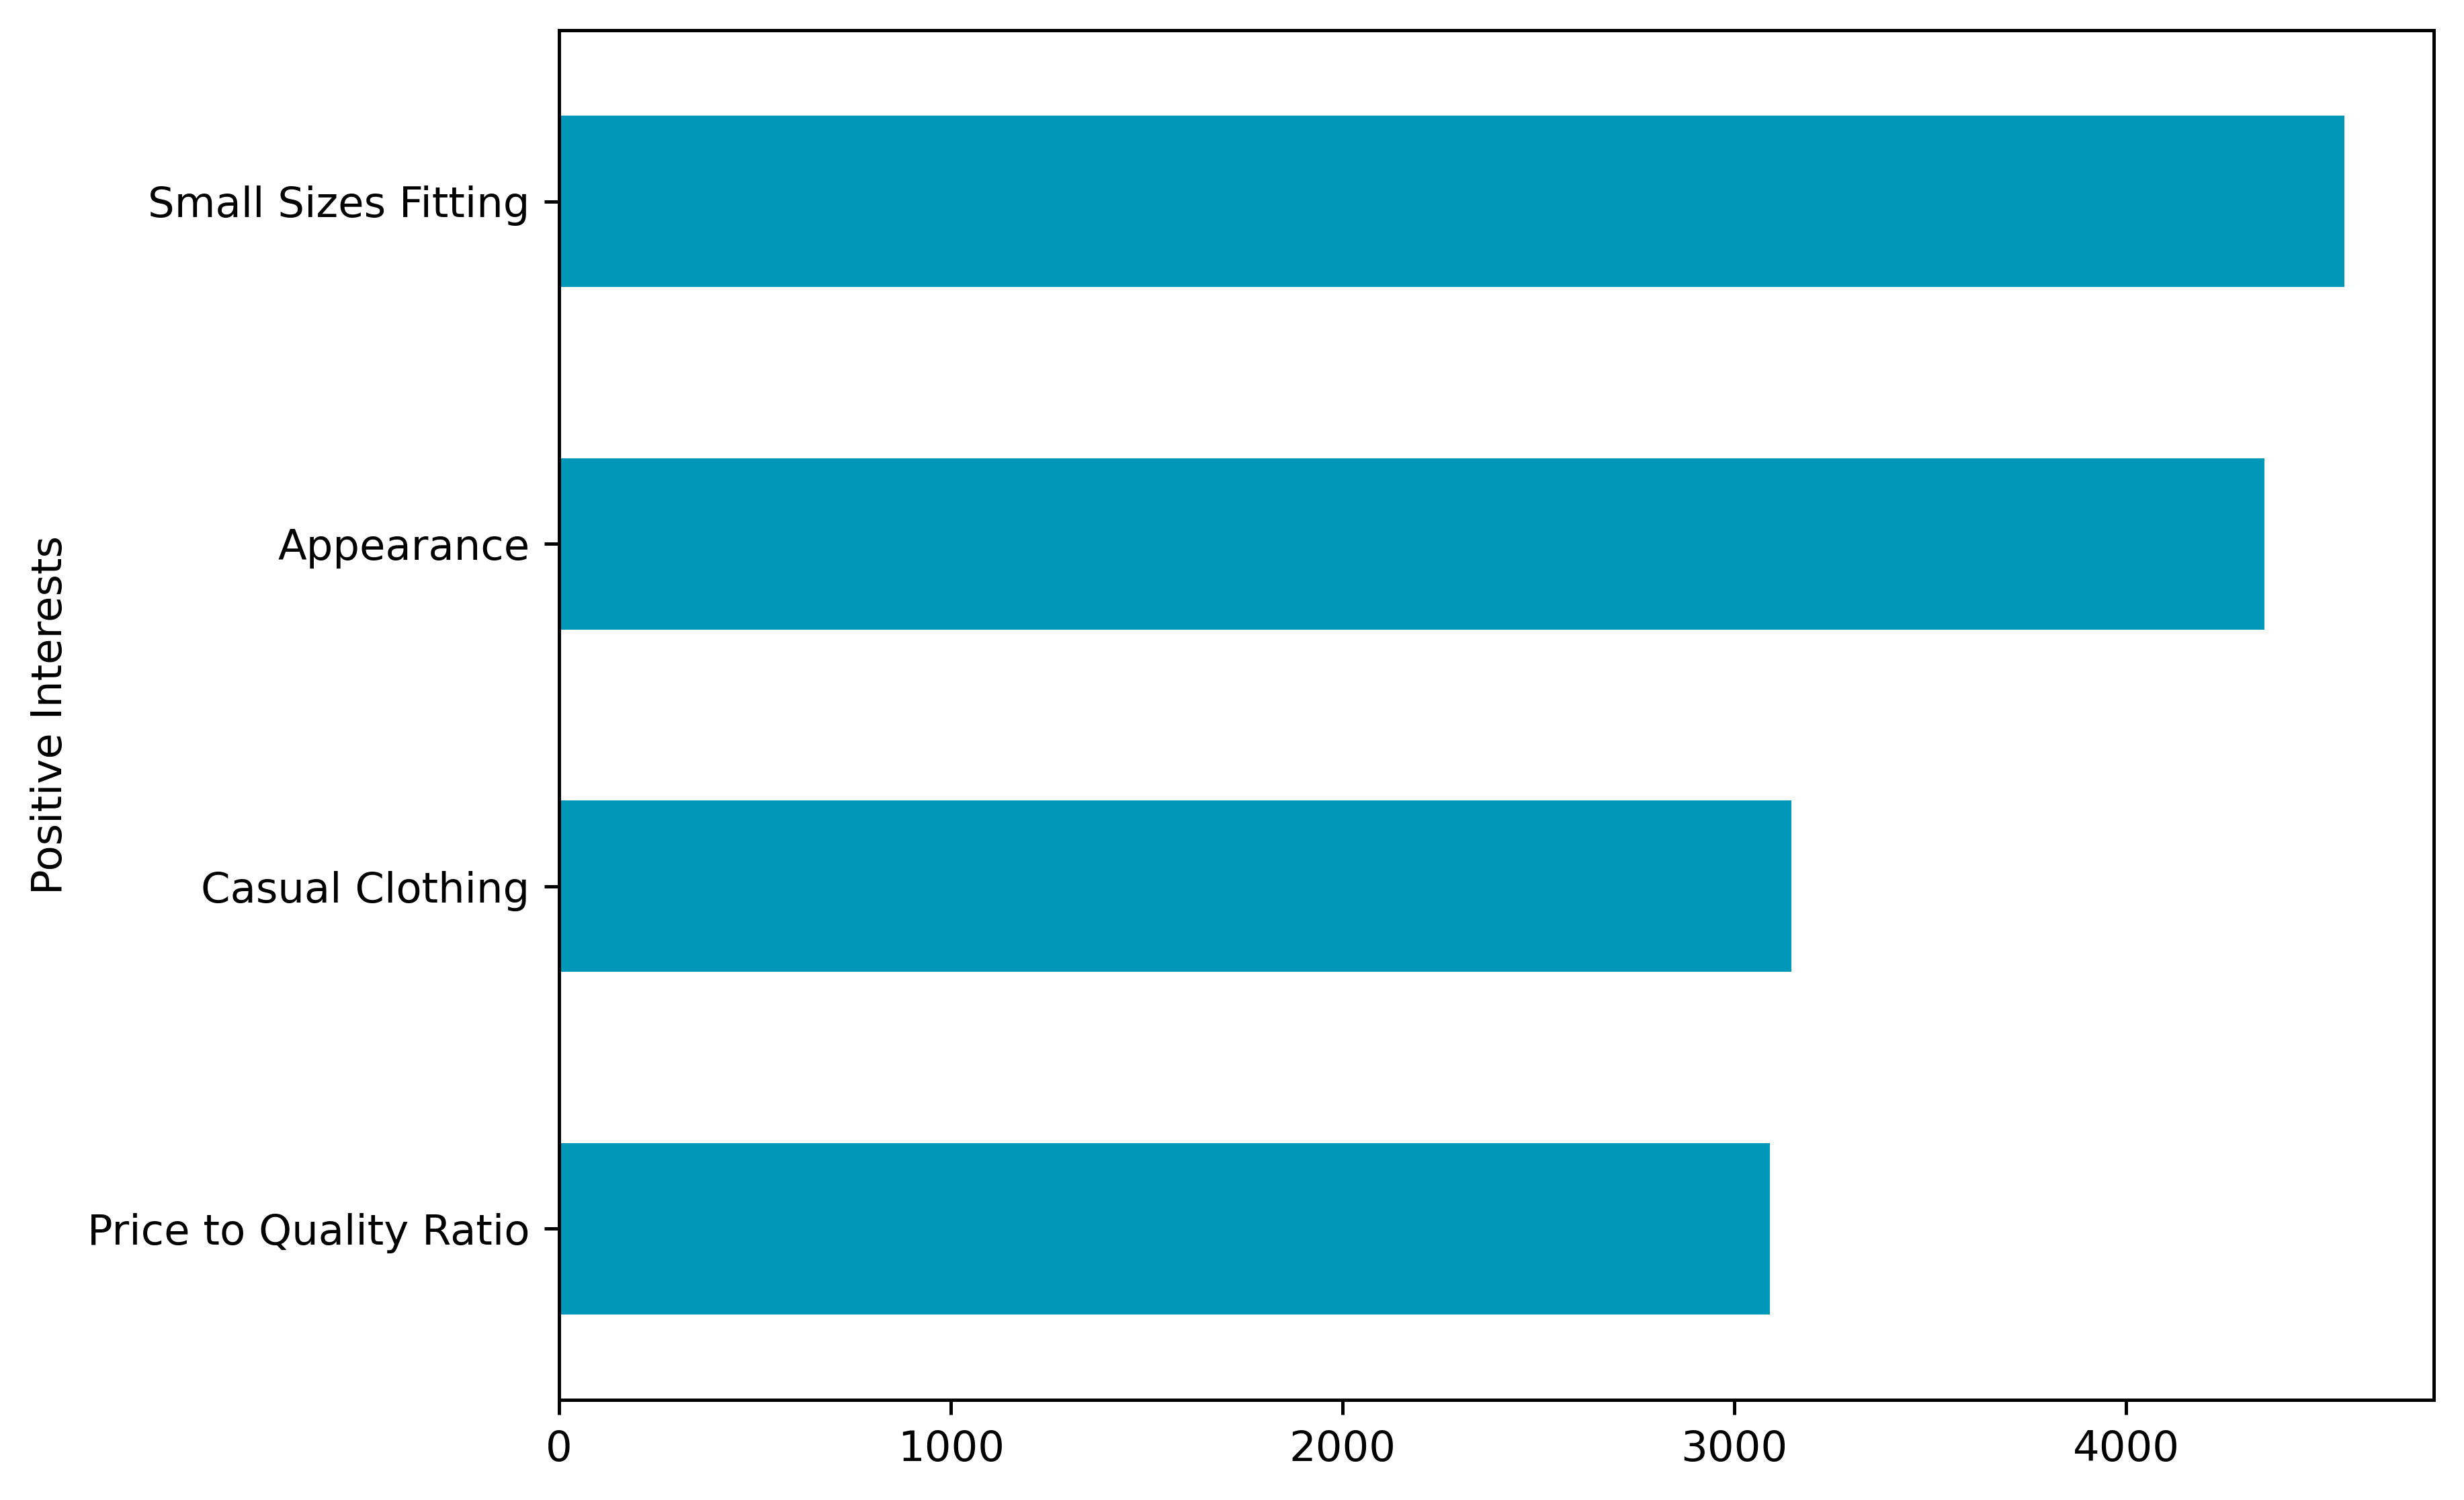 Positive Interests
Small Sizes Fitting
Appearance
Casual Clothing
Price to Quality Ratio
0 1000 2000 3000 4000